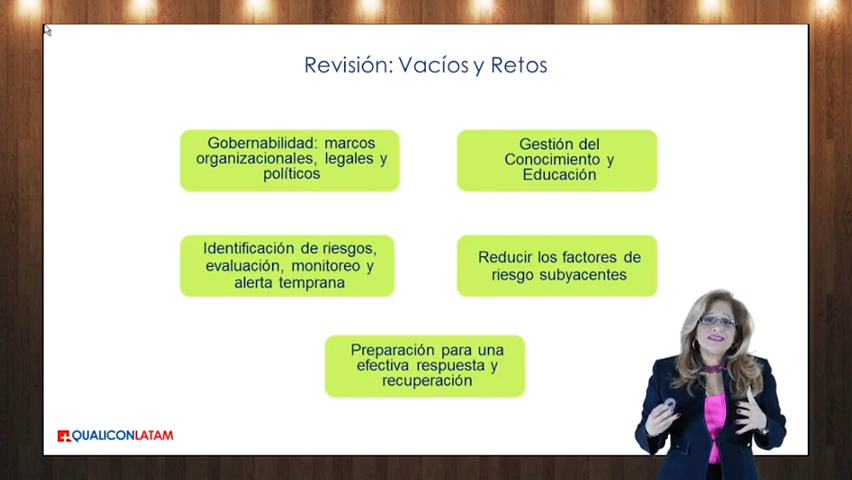 Revisión: Vacíos y Retos
Gobernabilidad: marcos
organizacionales, legales y
políticos
Gestión del
Conocimiento y
Educación
Identificación de riesgos,
evaluación, monitoreo y
alerta temprana
Reducir los factores de
riesgo subyacentes
Preparación para una
efectiva respuesta y
recuperación
QUALICONLATAM